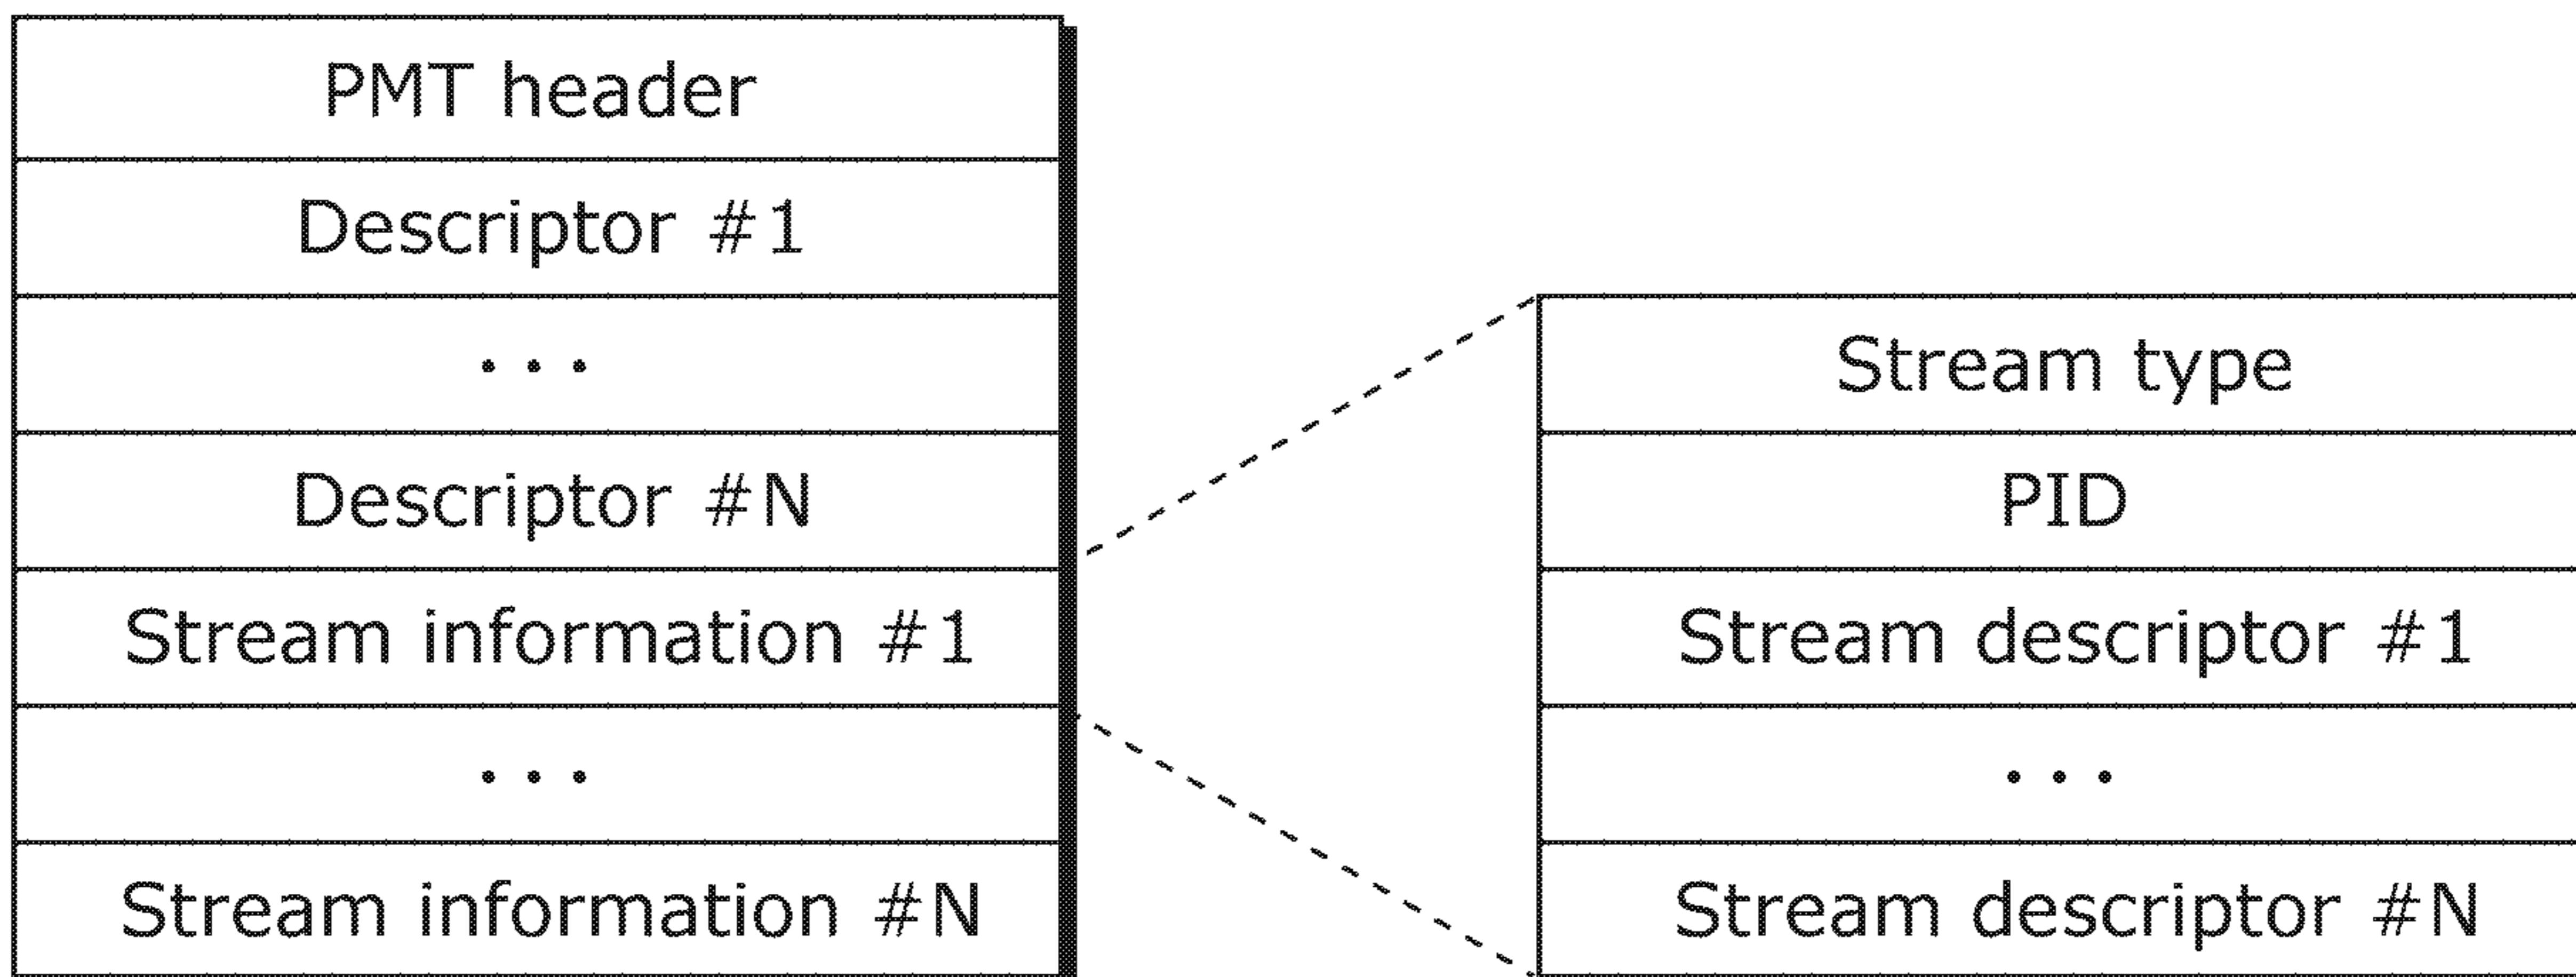 PMT header
Descriptor #1
...
Descriptor #N
Stream information #1
...
Stream information #N
Stream type
PID
Stream descriptor #1
...
Stream descriptor #N